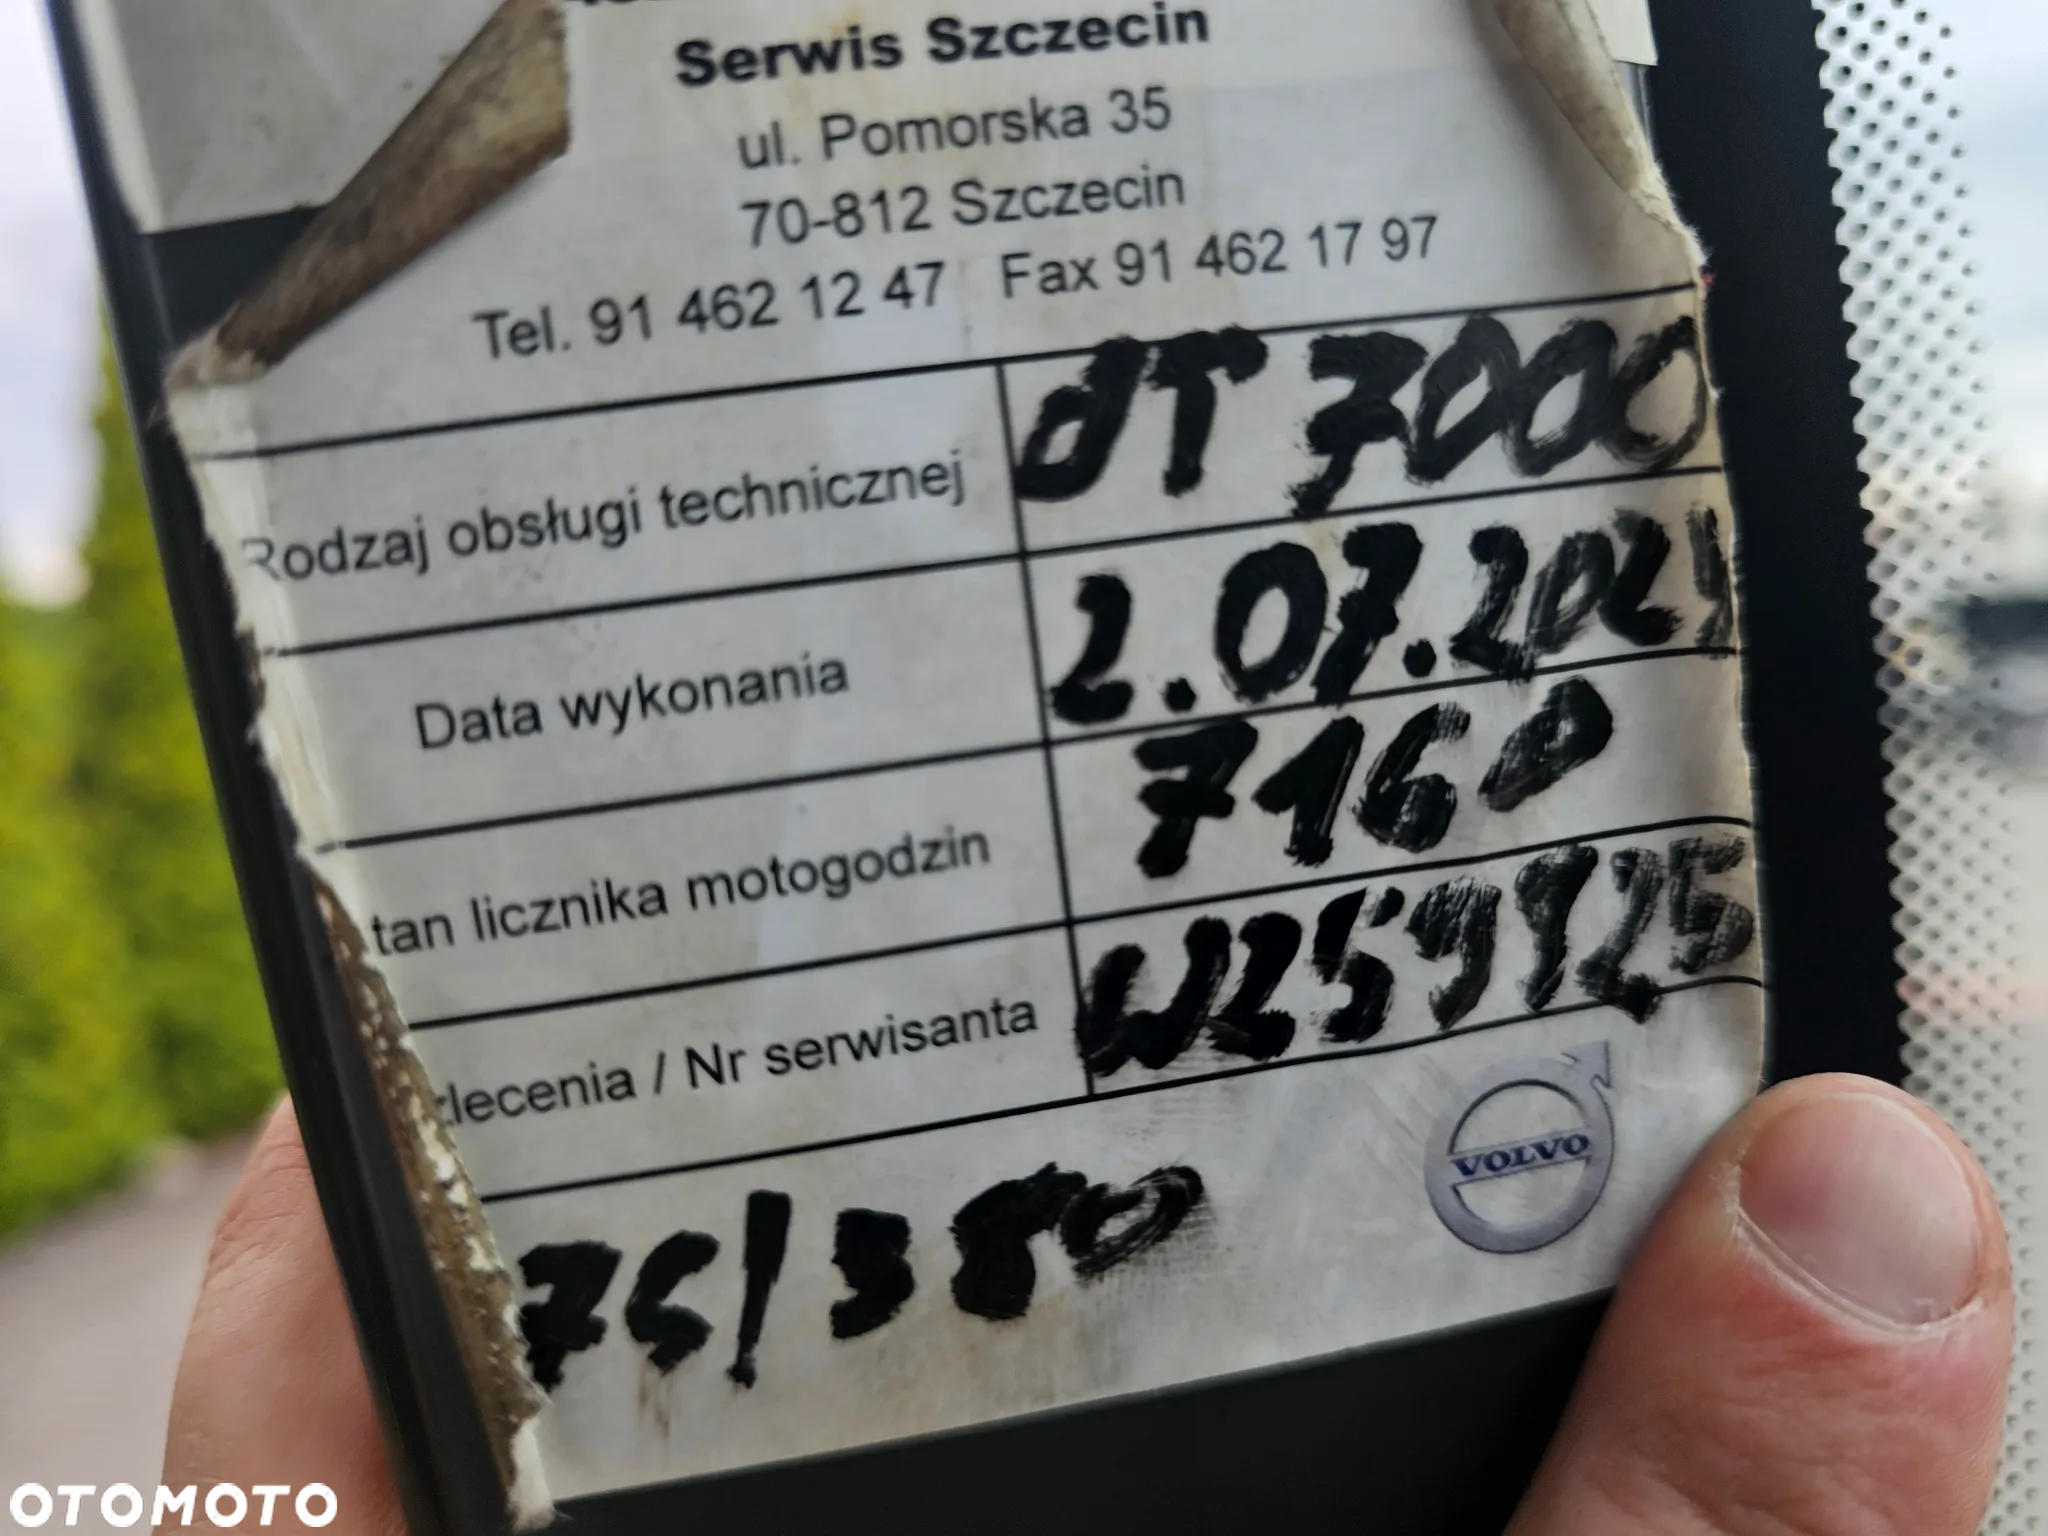 Serwis Szczecin
ul. Pomorska 35
70-812 Szczecin
Tel. 91 462 12 47 Fax 91 462 17 97
Rodzaj obsługi technicznej OT 7000
Data wykonania 2.07.2021
tan licznika motogodzin 7160
zlecenia / Nr serwisanta
VOLVO
OTOMOTO